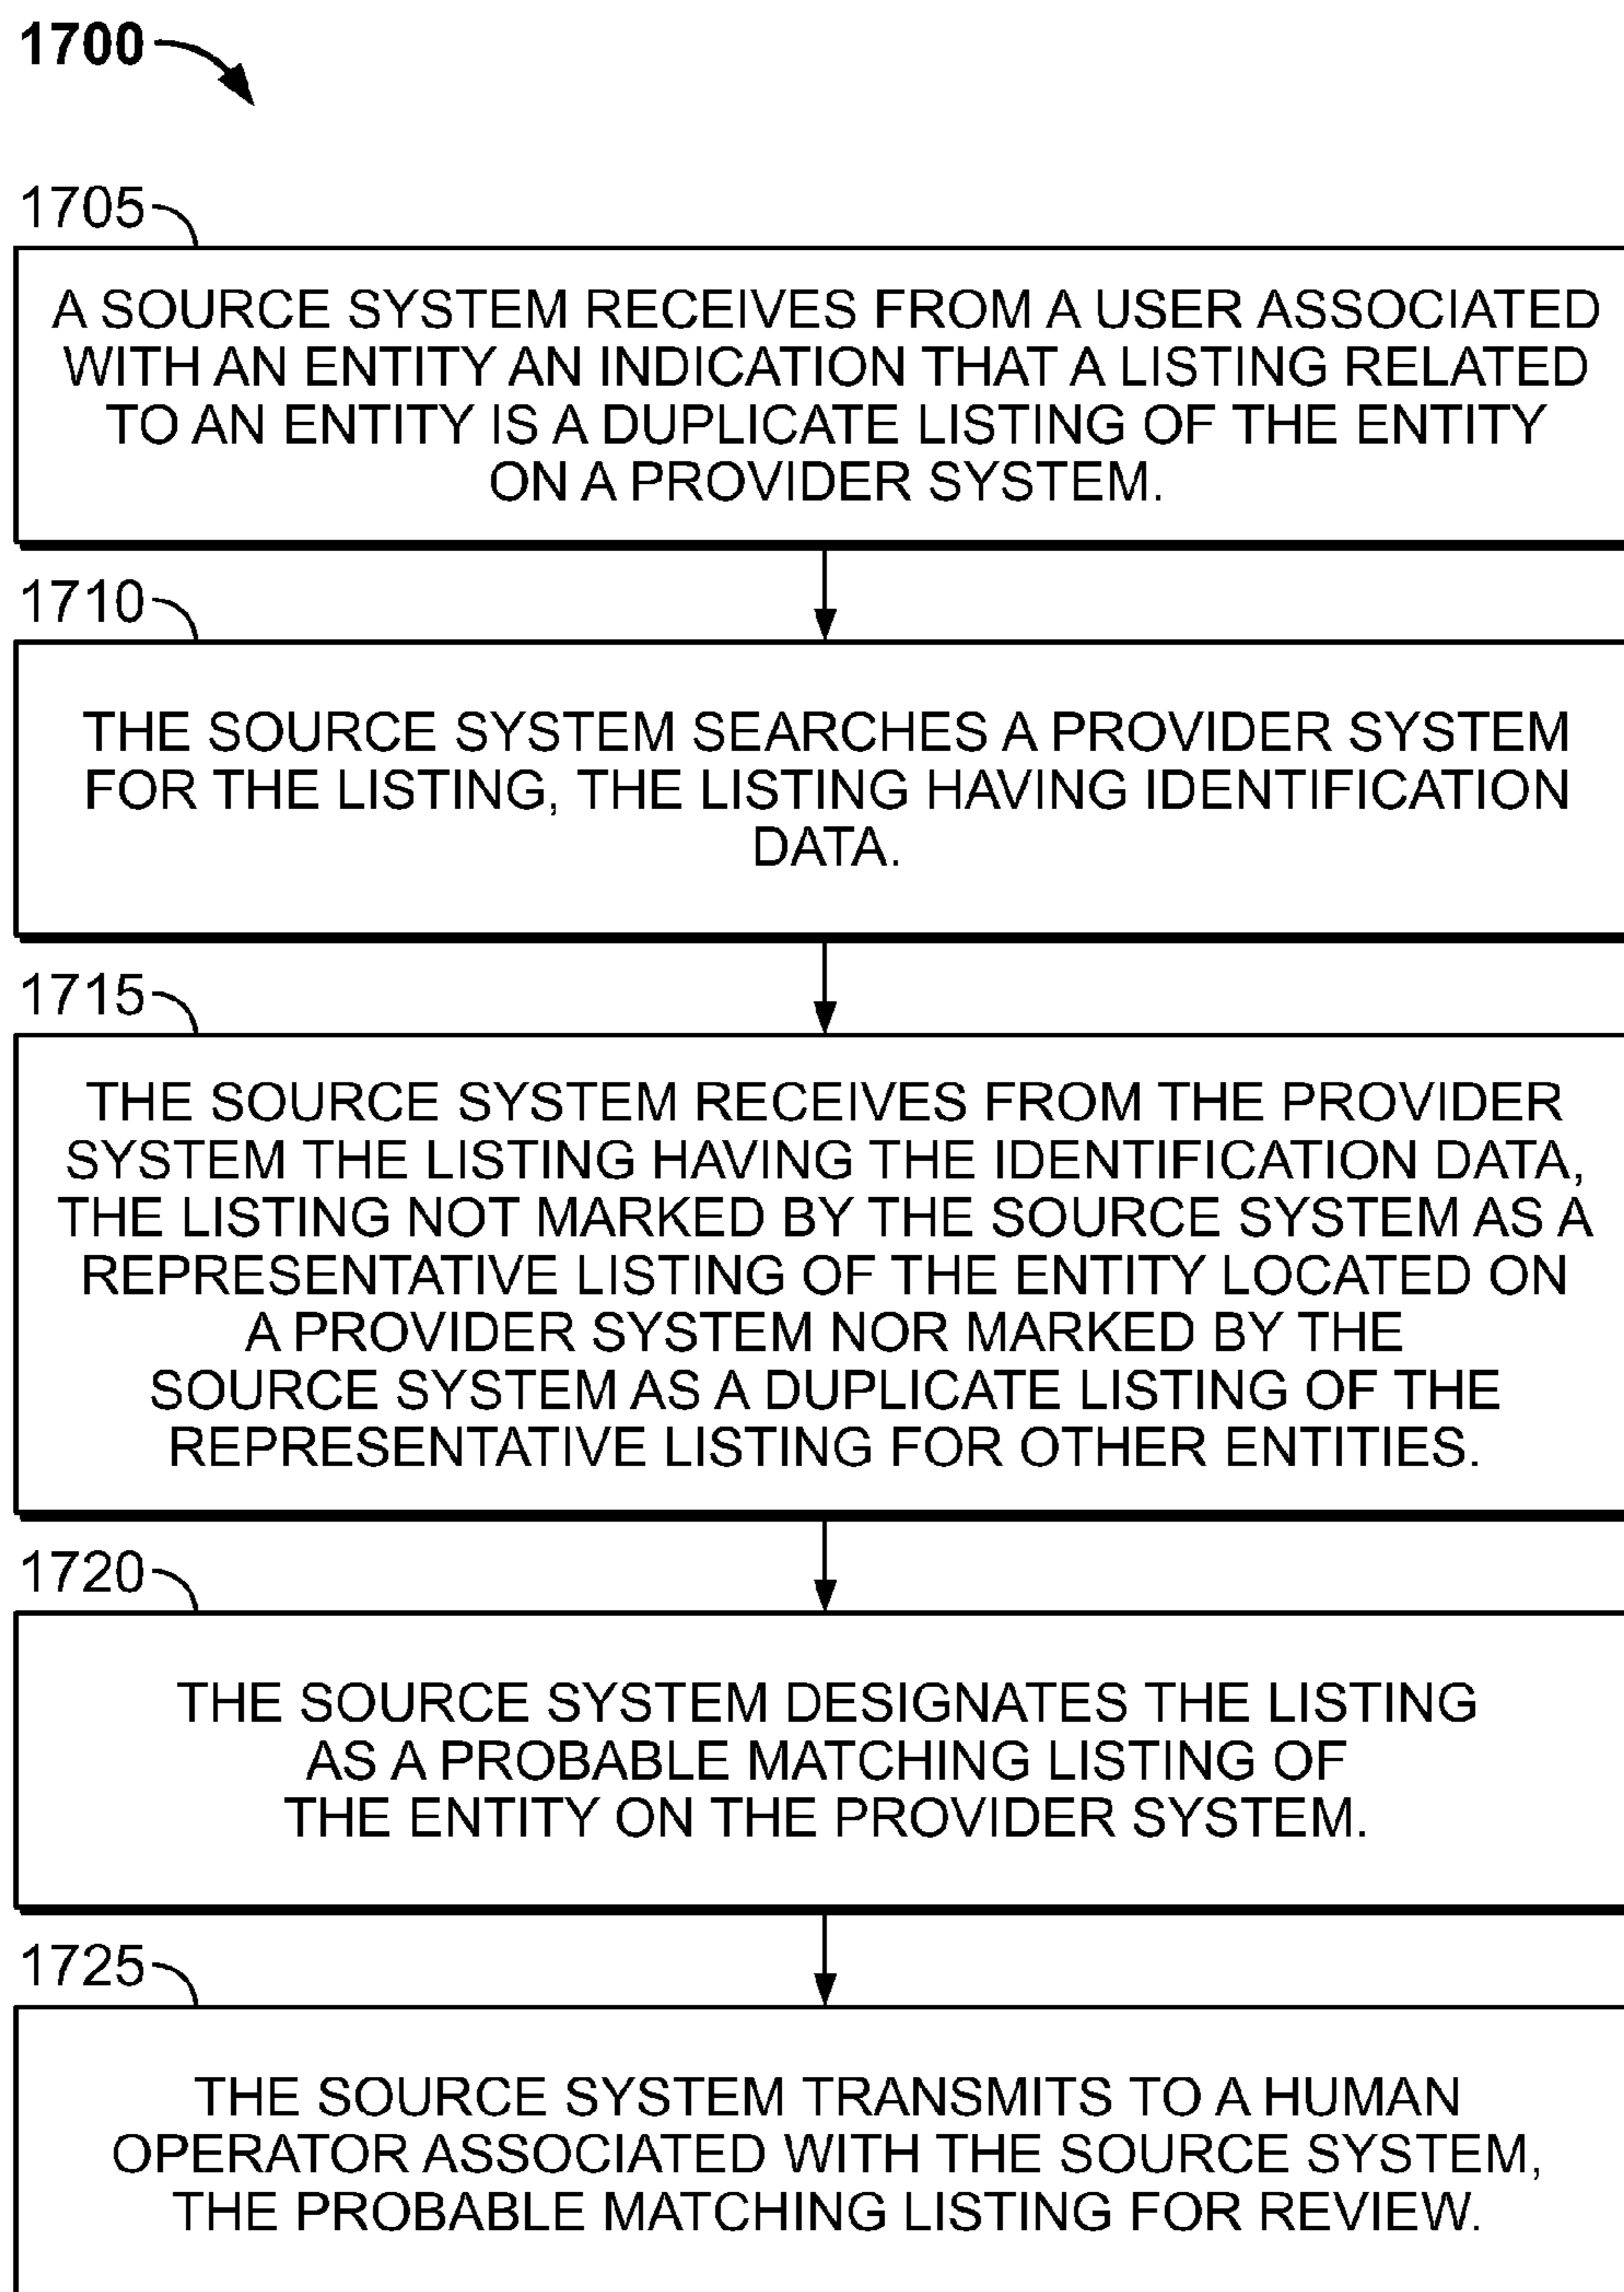 1700
1705
A SOURCE SYSTEM RECEIVES FROM A USER ASSOCIATED
WITH AN ENTITY AN INDICATION THAT A LISTING RELATED
TO AN ENTITY IS A DUPLICATE LISTING OF THE ENTITY
ON A PROVIDER SYSTEM.
1710
THE SOURCE SYSTEM SEARCHES A PROVIDER SYSTEM
FOR THE LISTING, THE LISTING HAVING IDENTIFICATION
DATA.
1715
THE SOURCE SYSTEM RECEIVES FROM THE PROVIDER
SYSTEM THE LISTING HAVING THE IDENTIFICATION DATA,
THE LISTING NOT MARKED BY THE SOURCE SYSTEM AS A
REPRESENTATIVE LISTING OF THE ENTITY LOCATED ON
A PROVIDER SYSTEM NOR MARKED BY THE
SOURCE SYSTEM AS A DUPLICATE LISTING OF THE
REPRESENTATIVE LISTING FOR OTHER ENTITIES.
1720
THE SOURCE SYSTEM DESIGNATES THE LISTING
AS A PROBABLE MATCHING LISTING OF
THE ENTITY ON THE PROVIDER SYSTEM.
1725
THE SOURCE SYSTEM TRANSMITS TO A HUMAN
OPERATOR ASSOCIATED WITH THE SOURCE SYSTEM,
THE PROBABLE MATCHING LISTING FOR REVIEW.